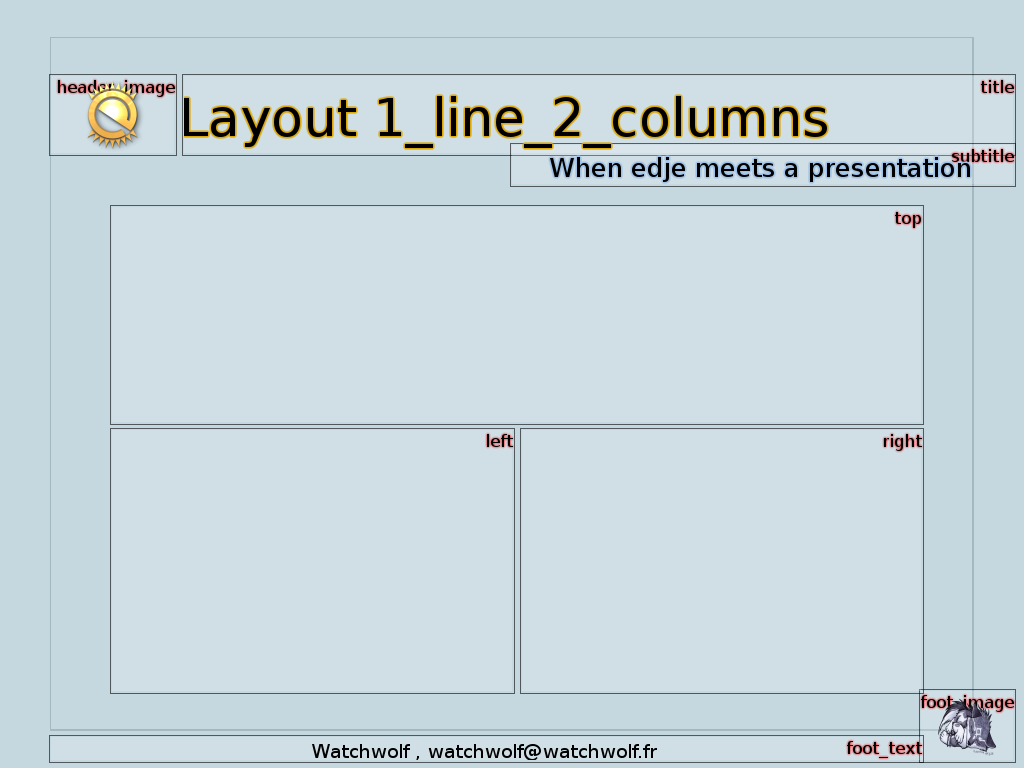 header_image
title
Layout 1_line_2_columns
subtitle
When edje meets a presentation
top
left
right
foot_image
foot_text
Watchwolf , watchwolf@watchwolf.fr